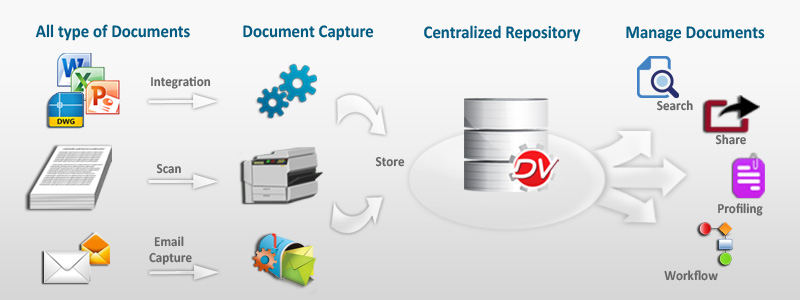 All type of Documents
Document Capture
Centralized Repository
Manage Documents
W
X
P
DWG
Integration
Scan
Email
Capture
Store
DV
Search
Share
Profiling
Workflow